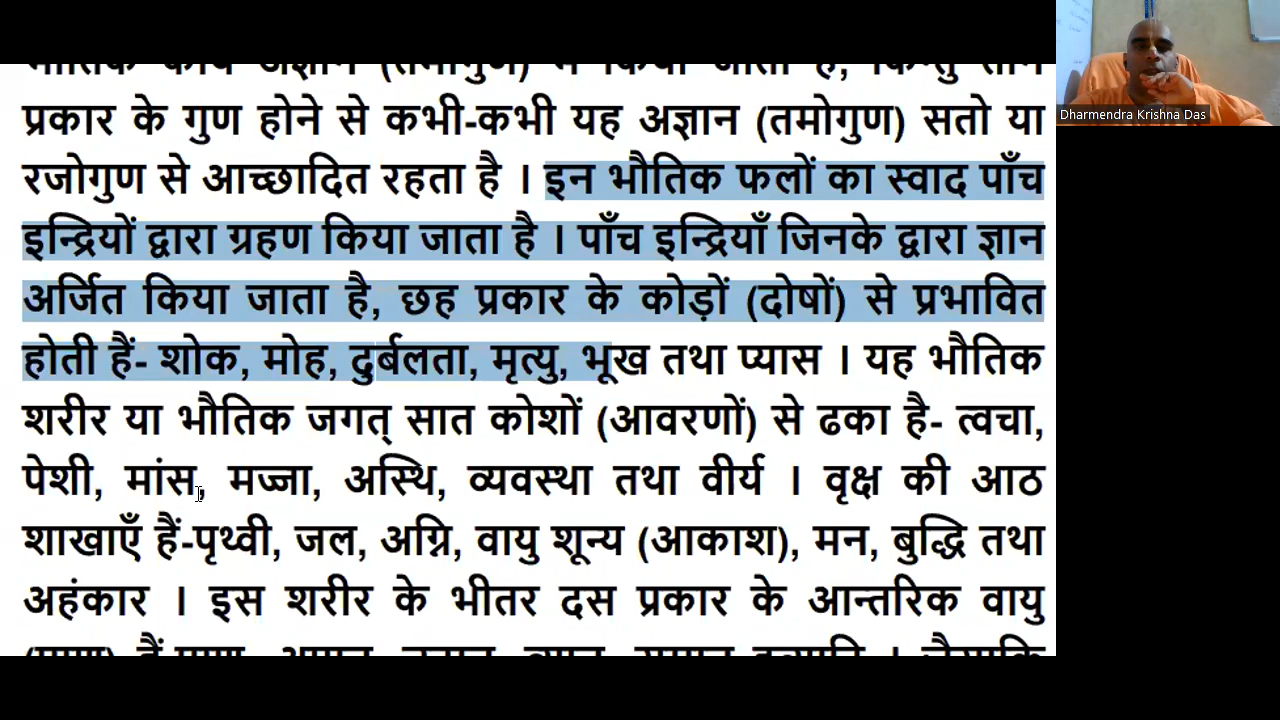 भौतिक कार्य अज्ञान (तमोगुण) में किया जाता है, किन्तु तीन
प्रकार के गुण होने से कभी-कभी यह अज्ञान (तमोगुण) सतो या
रजोगुण से आच्छादित रहता है । इन भौतिक फलों का स्वाद पाँच
इन्द्रियों द्वारा ग्रहण किया जाता है । पाँच इन्द्रियाँ जिनके द्वारा ज्ञान
अर्जित किया जाता है, छह प्रकार के कोड़ों (दोषों) से प्रभावित
होती हैं- शोक, मोह, दुर्बलता, मृत्यु, भूख तथा प्यास । यह भौतिक
शरीर या भौतिक जगत् सात कोशों (आवरणों) से ढका है- त्वचा,
पेशी, मांस, मज्जा, अस्थि, व्यवस्था तथा वीर्य । वृक्ष की आठ
शाखाएँ हैं-पृथ्वी, जल, अग्नि, वायु शून्य (आकाश), मन, बुद्धि तथा
अहंकार । इस शरीर के भीतर दस प्रकार के आन्तरिक वायु
Dharmendra Krishna Das